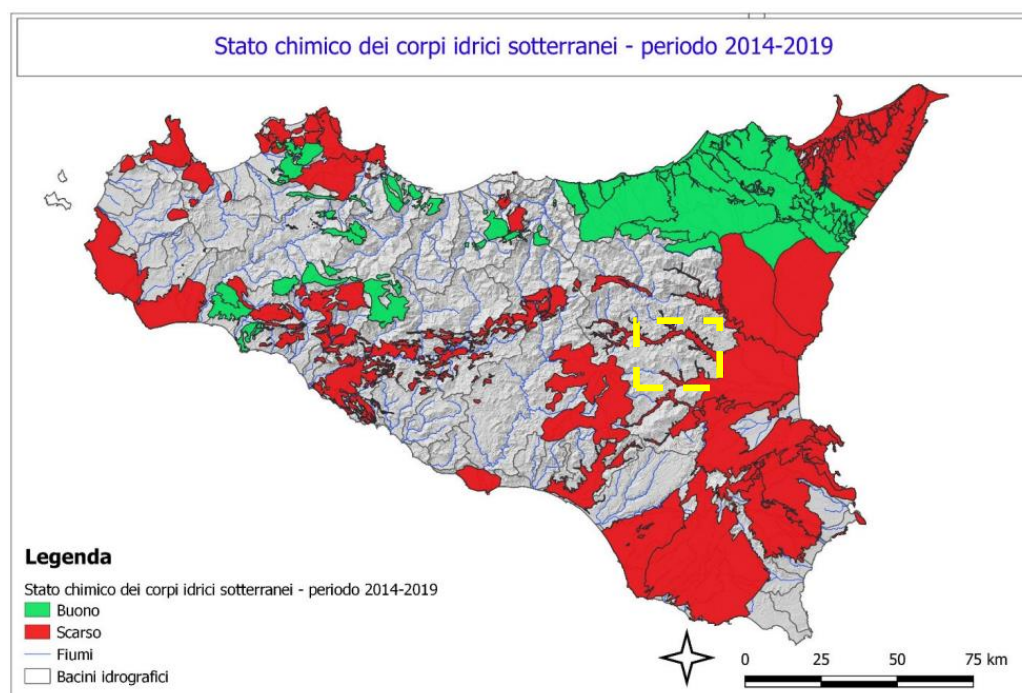 Stato chimico dei corpi idrici sotterranei - periodo 2014-2019
Legenda
Stato chimico dei corpi idrici sotterranei - periodo 2014-2019
Buono
Scarso
Fiumi
Bacini idrografici
0 25 50 75 km